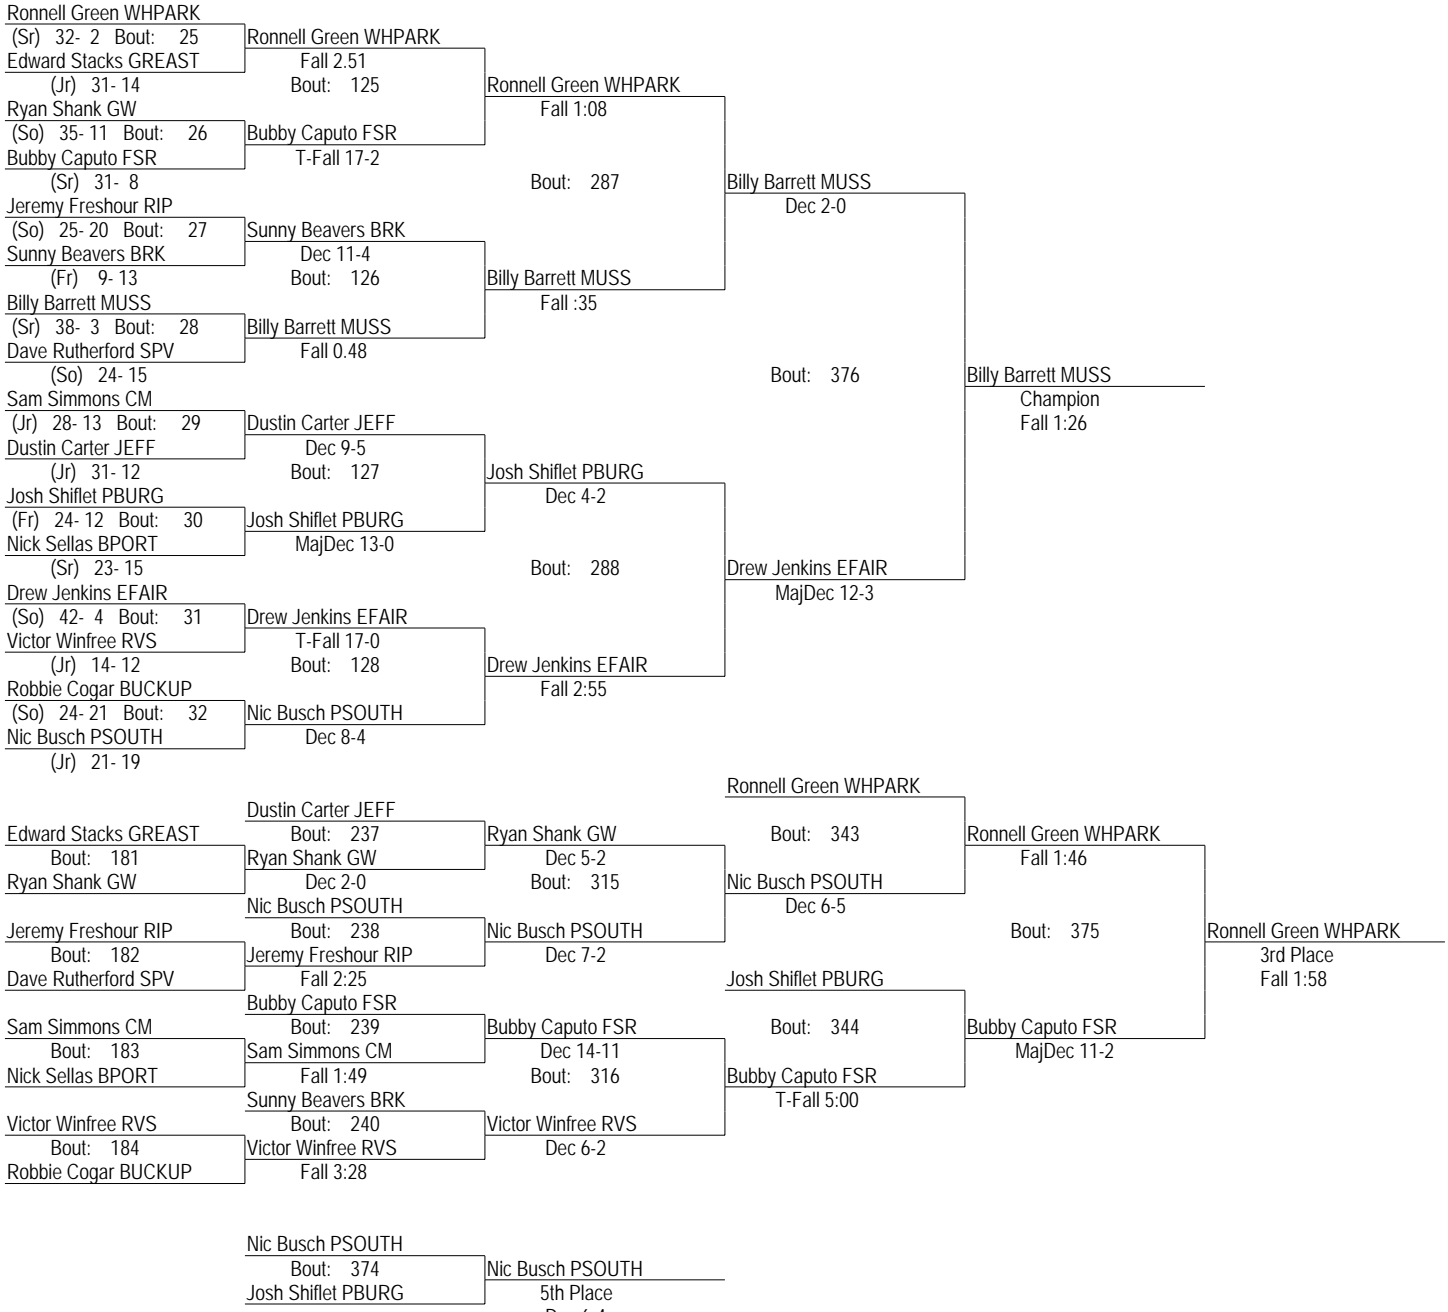 Ronnell Green WHPARK
(Sr) 32- 2 Bout: 25 Ronnell Green WHPARK
Edward Stacks GREAST Fall 2.51
(Jr) 31- 14 Bout: 125 Ronnell Green WHPARK
Ryan Shank GW Fall 1:08
(So) 35- 11 Bout: 26 Bubby Caputo FSR
Bubby Caputo FSR T-Fall 17-2
(Sr) 31- 8 Bout: 287 Billy Barrett MUSS
Jeremy Freshour RIP Dec 2-0
(So) 25- 20 Bout: 27 Sunny Beavers BRK
Sunny Beavers BRK Dec 11-4
(Fr) 9- 13 Bout: 126 Billy Barrett MUSS
Billy Barrett MUSS Fall :35
(Sr) 38- 3 Bout: 28 Billy Barrett MUSS
Dave Rutherford SPV Fall 0.48
(So) 24- 15 Bout: 376 Billy Barrett MUSS
Sam Simmons CM Champion
(Jr) 28- 13 Bout: 29 Dustin Carter JEFF Fall 1:26
Dustin Carter JEFF Dec 9-5
(Jr) 31- 12 Bout: 127 Josh Shiflet PBURG
Josh Shiflet PBURG Dec 4-2
(Fr) 24- 12 Bout: 30 Josh Shiflet PBURG
Nick Sellas BPORT MajDec 13-0
(Sr) 23- 15 Bout: 288 Drew Jenkins EFAIR
Drew Jenkins EFAIR MajDec 12-3
(So) 42- 4 Bout: 31 Drew Jenkins EFAIR
Victor Winfree RVS T-Fall 17-0
(Jr) 14- 12 Bout: 128 Drew Jenkins EFAIR
Robbie Cogar BUCKUP Fall 2:55
(So) 24- 21 Bout: 32 Nic Busch PSOUTH
Nic Busch PSOUTH Dec 8-4
(Jr) 21- 19
Ronnell Green WHPARK
Dustin Carter JEFF
Edward Stacks GREAST Bout: 237 Ryan Shank GW Bout: 343 Ronnell Green WHPARK
Bout: 181 Ryan Shank GW Dec 5-2 Fall 1:46
Ryan Shank GW Dec 2-0 Bout: 315 Nic Busch PSOUTH
Nic Busch PSOUTH Dec 6-5
Jeremy Freshour RIP Bout: 238 Nic Busch PSOUTH Bout: 375 Ronnell Green WHPARK
Bout: 182 Jeremy Freshour RIP Dec 7-2 3rd Place
Dave Rutherford SPV Fall 2:25 Josh Shiflet PBURG Fall 1:58
Bubby Caputo FSR
Sam Simmons CM Bout: 239 Bubby Caputo FSR Bout: 344 Bubby Caputo FSR
Bout: 183 Sam Simmons CM Dec 14-11 MajDec 11-2
Nick Sellas BPORT Fall 1:49 Bout: 316 Bubby Caputo FSR
Sunny Beavers BRK T-Fall 5:00
Victor Winfree RVS Bout: 240 Victor Winfree RVS
Bout: 184 Victor Winfree RVS Dec 6-2
Robbie Cogar BUCKUP Fall 3:28
Nic Busch PSOUTH
Bout: 374 Nic Busch PSOUTH
Josh Shiflet PBURG 5th Place